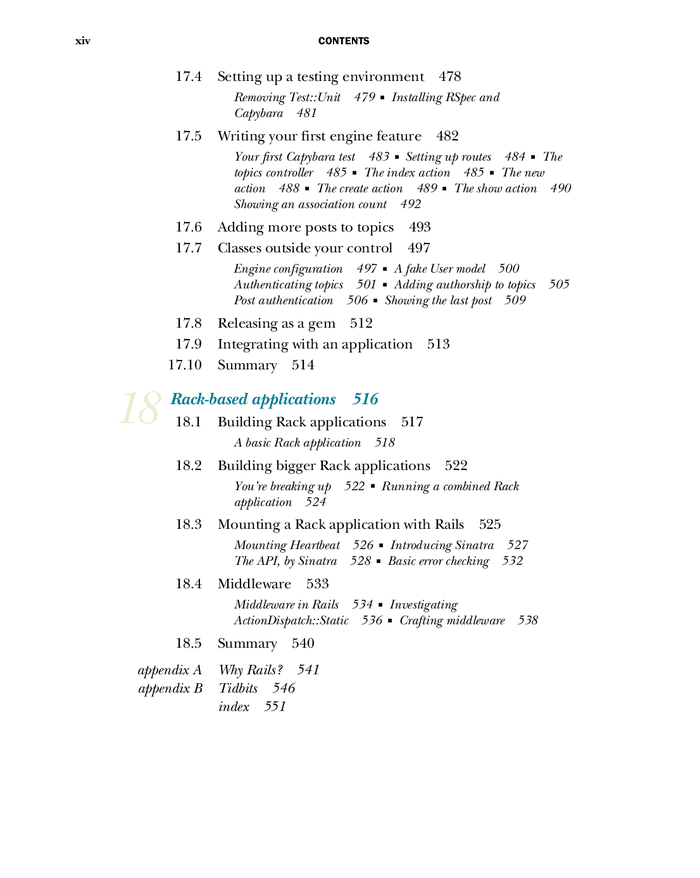 xiv CONTENTS
17.4 Setting up a testing environment 478
Removing Test::Unit 479 ■ Installing RSpec and
Capybara 481
17.5 Writing your first engine feature 482
Your first Capybara test 483 ■ Setting up routes 484 ■ The
topics controller 485 ■ The index action 485 ■ The new
action 488 ■ The create action 489 ■ The show action 490
Showing an association count 492
17.6 Adding more posts to topics 493
17.7 Classes outside your control 497
Engine configuration 497 ■ A fake User model 500
Authenticating topics 501 ■ Adding authorship to topics 505
Post authentication 506 ■ Showing the last post 509
17.8 Releasing as a gem 512
17.9 Integrating with an application 513
17.10 Summary 514
18 Rack-based applications 516
18.1 Building Rack applications 517
A basic Rack application 518
18.2 Building bigger Rack applications 522
You're breaking up 522 ■ Running a combined Rack
application 524
18.3 Mounting a Rack application with Rails 525
Mounting Heartbeat 526 ■ Introducing Sinatra 527
The API, by Sinatra 528 ■ Basic error checking 532
18.4 Middleware 533
Middleware in Rails 534 ■ Investigating
ActionDispatch::Static 536 ■ Crafting middleware 538
18.5 Summary 540
appendix A Why Rails? 541
appendix B Tidbits 546
index 551